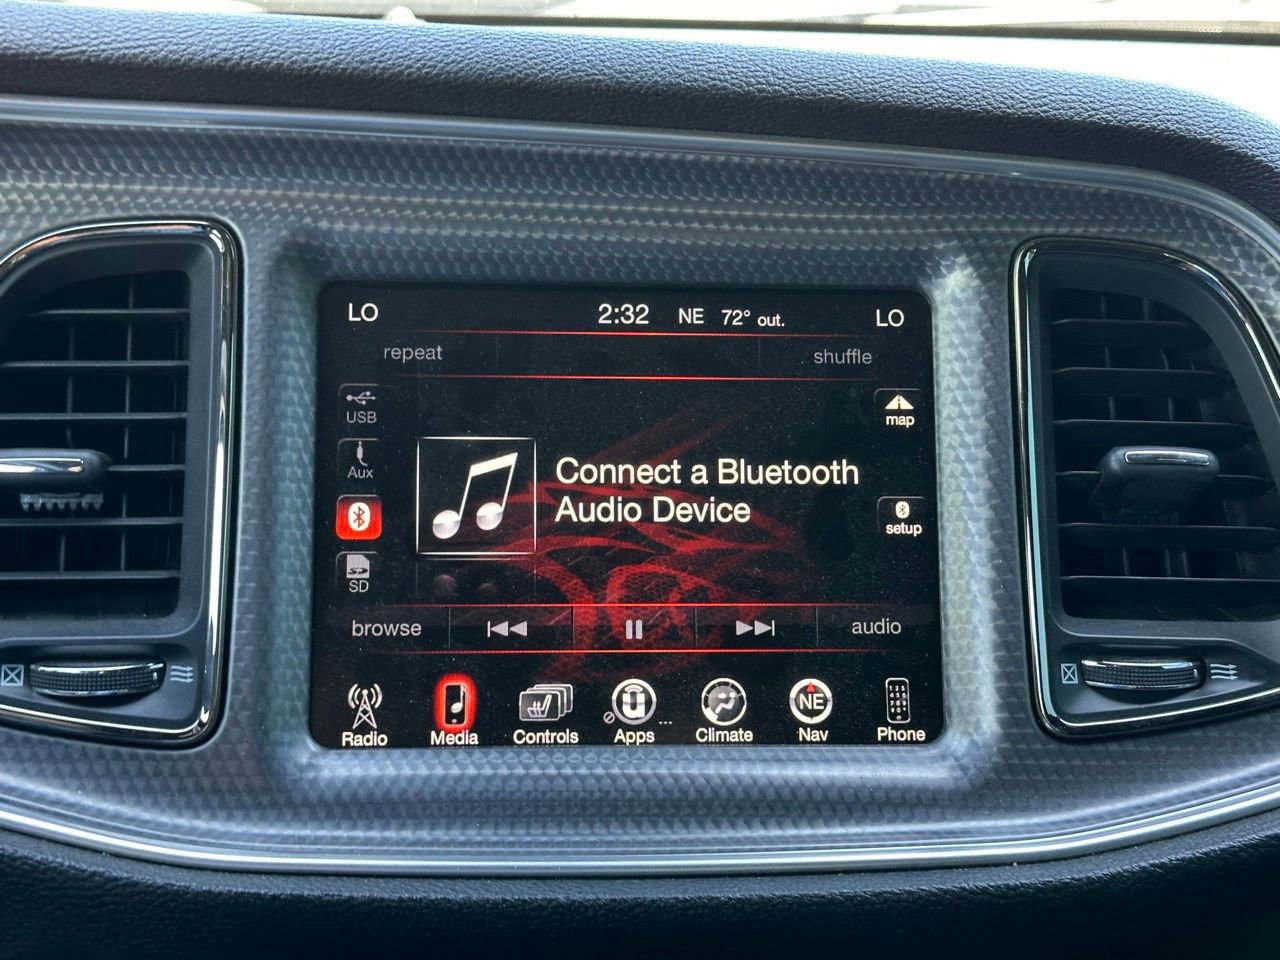 LO 2:32 NE 72° out. LO
repeat shuffle
USB
map
Aux
Connect a Bluetooth
Audio Device
setup
SD
browse audio
NE
Radio Media Controls Apps Climate Nav Phone